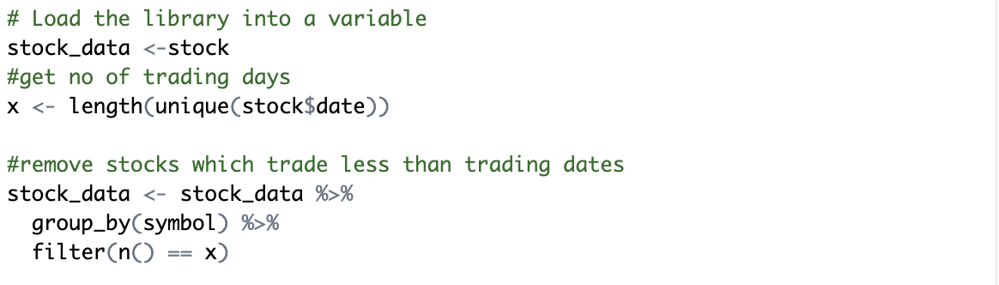 # Load the library into a variable
stock_data <-stock
#get no of trading days
x <- length(unique(stock$date))
#remove stocks which trade less than trading dates
stock_data <- stock_data %>%
  group_by(symbol) %>%
  filter(n() == x)